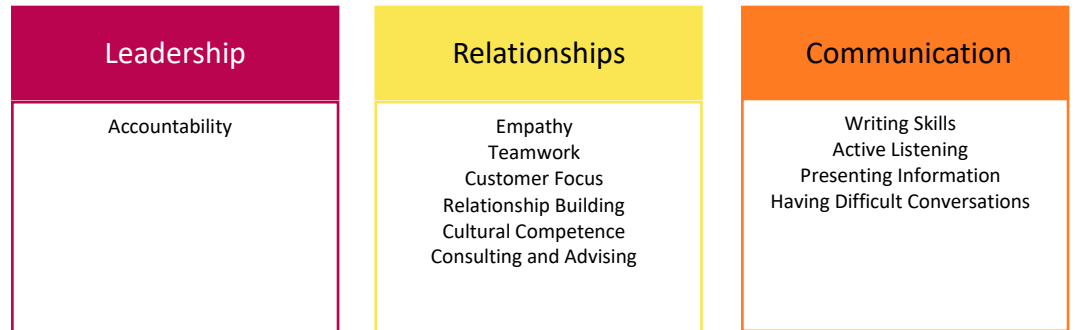 Leadership
Accountability
Relationships
Empathy
Teamwork
Customer Focus
Relationship Building
Cultural Competence
Consulting and Advising
Communication
Writing Skills
Active Listening
Presenting Information
Having Difficult Conversations